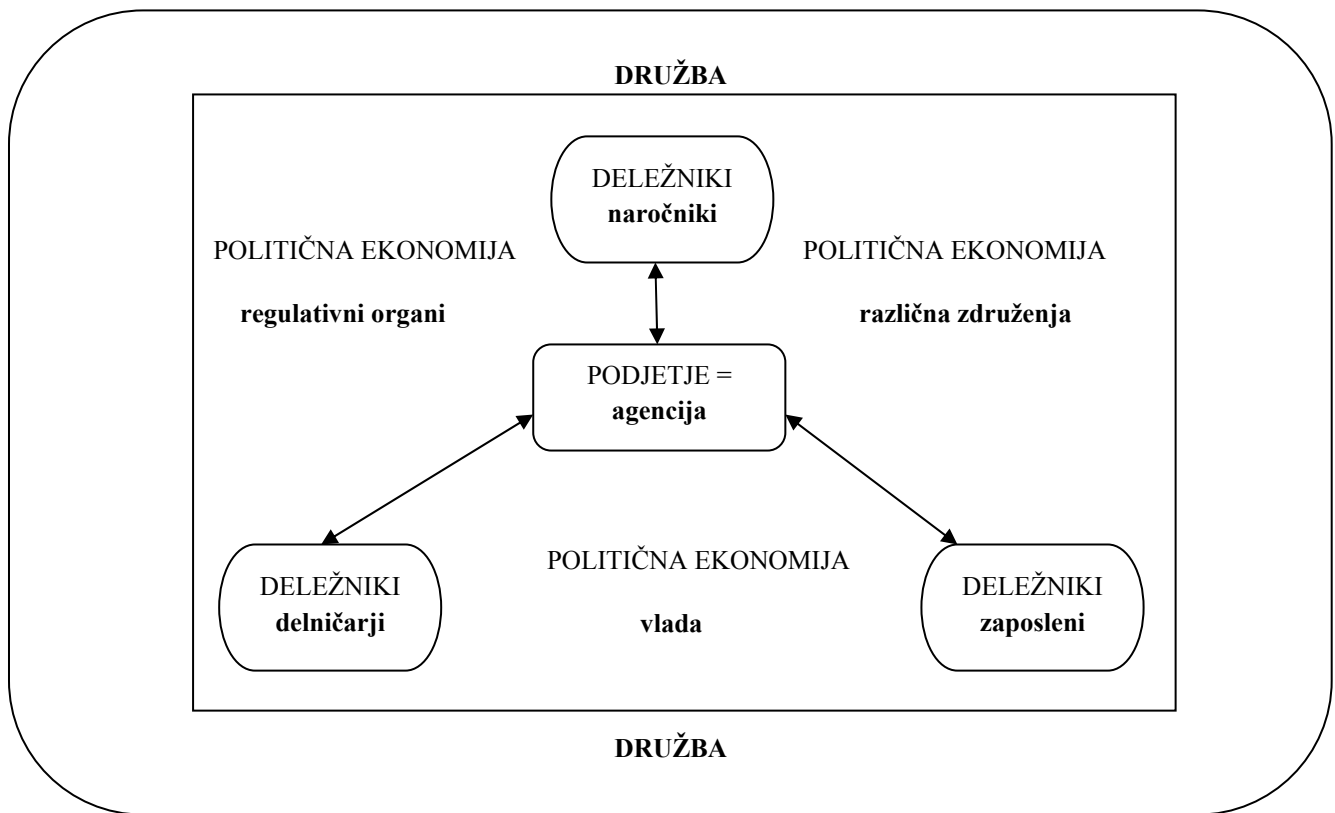 DRUŽBA
DELEŽNIKI
naročniki
POLITIČNA EKONOMIJA
regulativni organi
POLITIČNA EKONOMIJA
različna združenja
PODJETJE =
agencija
DELEŽNIKI
delničarji
POLITIČNA EKONOMIJA
vlada
DELEŽNIKI
zaposleni
DRUŽBA